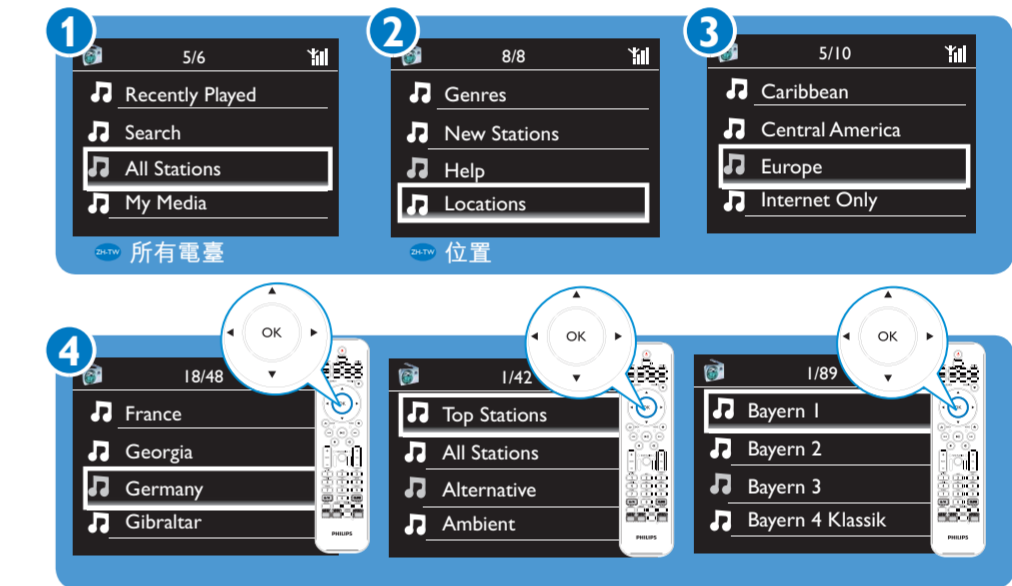 1
5/6
Recently Played
Search
All Stations
My Media
ZH-TW 所有電臺
2
8/8
Genres
New Stations
Help
Locations
ZH-TW 位置
3
5/10
Caribbean
Central America
Europe
Internet Only
4
18/48
France
Georgia
Germany
Gibraltar
OK
PHILIPS
1/42
Top Stations
All Stations
Alternative
Ambient
OK
PHILIPS
1/89
Bayern 1
Bayern 2
Bayern 3
Bayern 4 Klassik
OK
PHILIPS